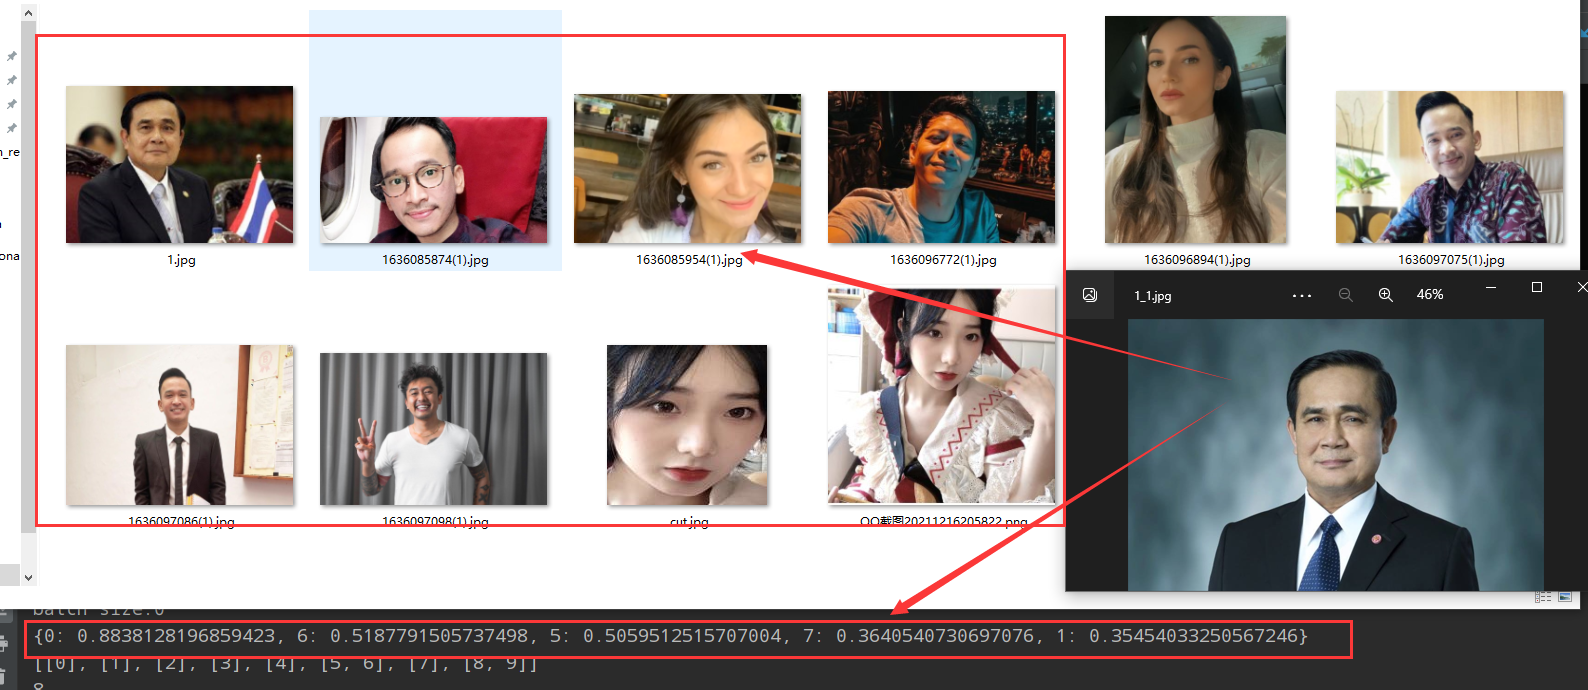 n_re
ona
1.jpg
1636085874(1).jpg
1636085954(1).jpg
1636096772(1).jpg
1636096894(1).jpg
1636097075(1).jpg
1_1.jpg
46%
1636097086(1).jpg
1636097098(1).jpg
cut.jpg
QQ截图20211216205822.png
batch size:0
{0: 0.8838128196859423, 6: 0.5187791505737498, 5: 0.5059512515707004, 7: 0.3640540730697076, 1: 0.35454033250567246}
[[0], [1], [2], [3], [4], [5, 6], [7], [8, 9]]
8